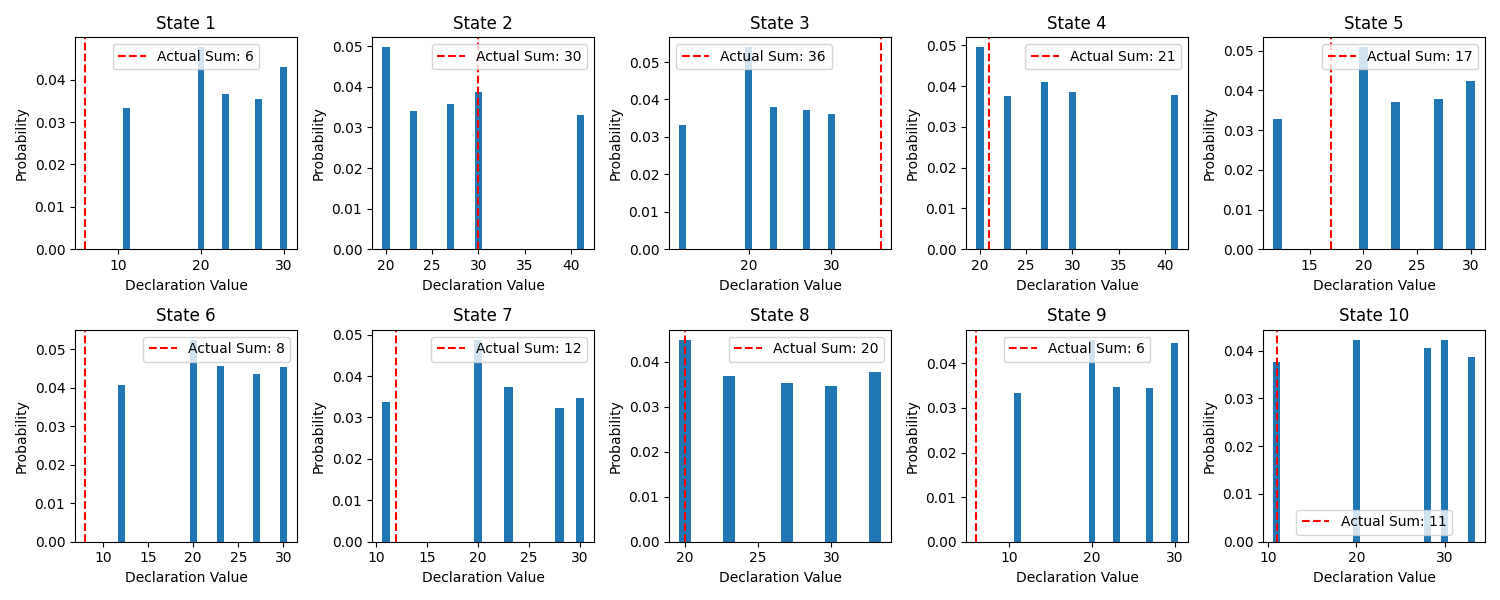 State 1
Actual Sum: 6
Probability
0.04
0.03
0.02
0.01
0.00
10 20 30
Declaration Value
State 2
Actual Sum: 30
Probability
0.05
0.04
0.03
0.02
0.01
0.00
20 25 30 35 40
Declaration Value
State 3
Actual Sum: 36
Probability
0.05
0.04
0.03
0.02
0.01
0.00
20 30
Declaration Value
State 4
Actual Sum: 21
Probability
0.05
0.04
0.03
0.02
0.01
0.00
20 25 30 35 40
Declaration Value
State 5
Actual Sum: 17
Probability
0.05
0.04
0.03
0.02
0.01
0.00
15 20 25 30
Declaration Value
State 6
Actual Sum: 8
Probability
0.05
0.04
0.03
0.02
0.01
0.00
10 15 20 25 30
Declaration Value
State 7
Actual Sum: 12
Probability
0.05
0.04
0.03
0.02
0.01
0.00
10 15 20 25 30
Declaration Value
State 8
Actual Sum: 20
Probability
0.04
0.03
0.02
0.01
0.00
20 25 30
Declaration Value
State 9
Actual Sum: 6
Probability
0.04
0.03
0.02
0.01
0.00
10 20 30
Declaration Value
State 10
Actual Sum: 11
Probability
0.04
0.03
0.02
0.01
0.00
10 20 30
Declaration Value